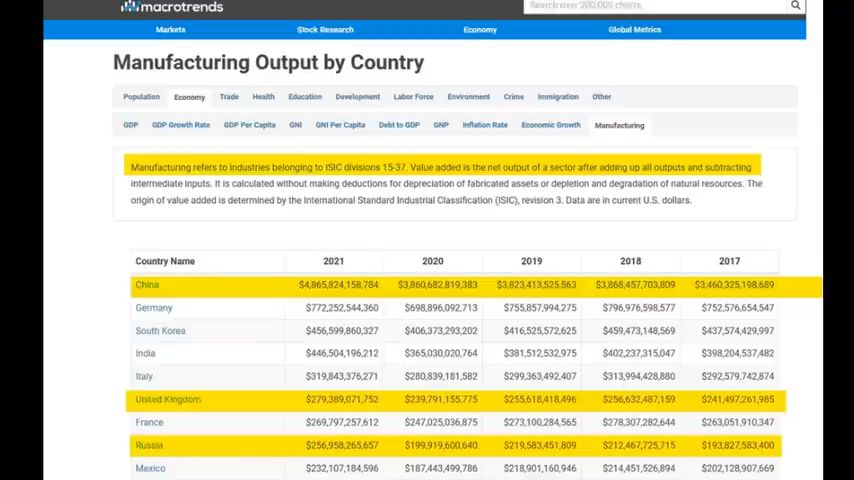 macrotrends
Search over 200,000 charts
Markets Stock Research Economy Global Metrics
Manufacturing Output by Country
Population Economy Trade Health Education Development Labor Force Environment Crime Immigration Other
GDP GDP Growth Rate GDP Per Capita GNI GNI Per Capita Debt to GDP GNP Inflation Rate Economic Growth Manufacturing
Manufacturing refers to industries belonging to ISIC divisions 15-37. Value added is the net output of a sector after adding up all outputs and subtracting
intermediate inputs. It is calculated without making deductions for depreciation of fabricated assets or depletion and degradation of natural resources. The
origin of value added is determined by the International Standard Industrial Classification (ISIC), revision 3. Data are in current U.S. dollars.
Country Name 2021 2020 2019 2018 2017
China $4,865,824,158,784 $3,860,682,819,383 $3,823,413,525,563 $3,868,457,703,809 $3,460,325,198,689
Germany $772,252,544,360 $698,896,092,713 $755,857,994,275 $796,976,598,577 $752,576,654,547
South Korea $456,599,860,327 $406,373,293,202 $416,525,572,625 $459,473,148,569 $437,574,429,997
India $446,504,196,212 $365,030,020,764 $381,512,532,975 $402,237,315,047 $398,204,537,482
Italy $319,843,376,271 $280,839,181,582 $299,363,492,407 $313,994,428,880 $292,579,742,874
United Kingdom $279,389,071,752 $239,791,155,775 $255,618,418,496 $256,632,487,159 $241,497,261,985
France $269,797,257,612 $247,025,036,875 $273,100,284,565 $278,307,282,644 $263,051,910,347
Russia $256,958,265,657 $199,919,600,640 $219,583,451,809 $212,467,725,715 $193,827,583,400
Mexico $232,107,184,596 $187,443,499,786 $218,901,160,946 $214,451,526,894 $202,128,907,669